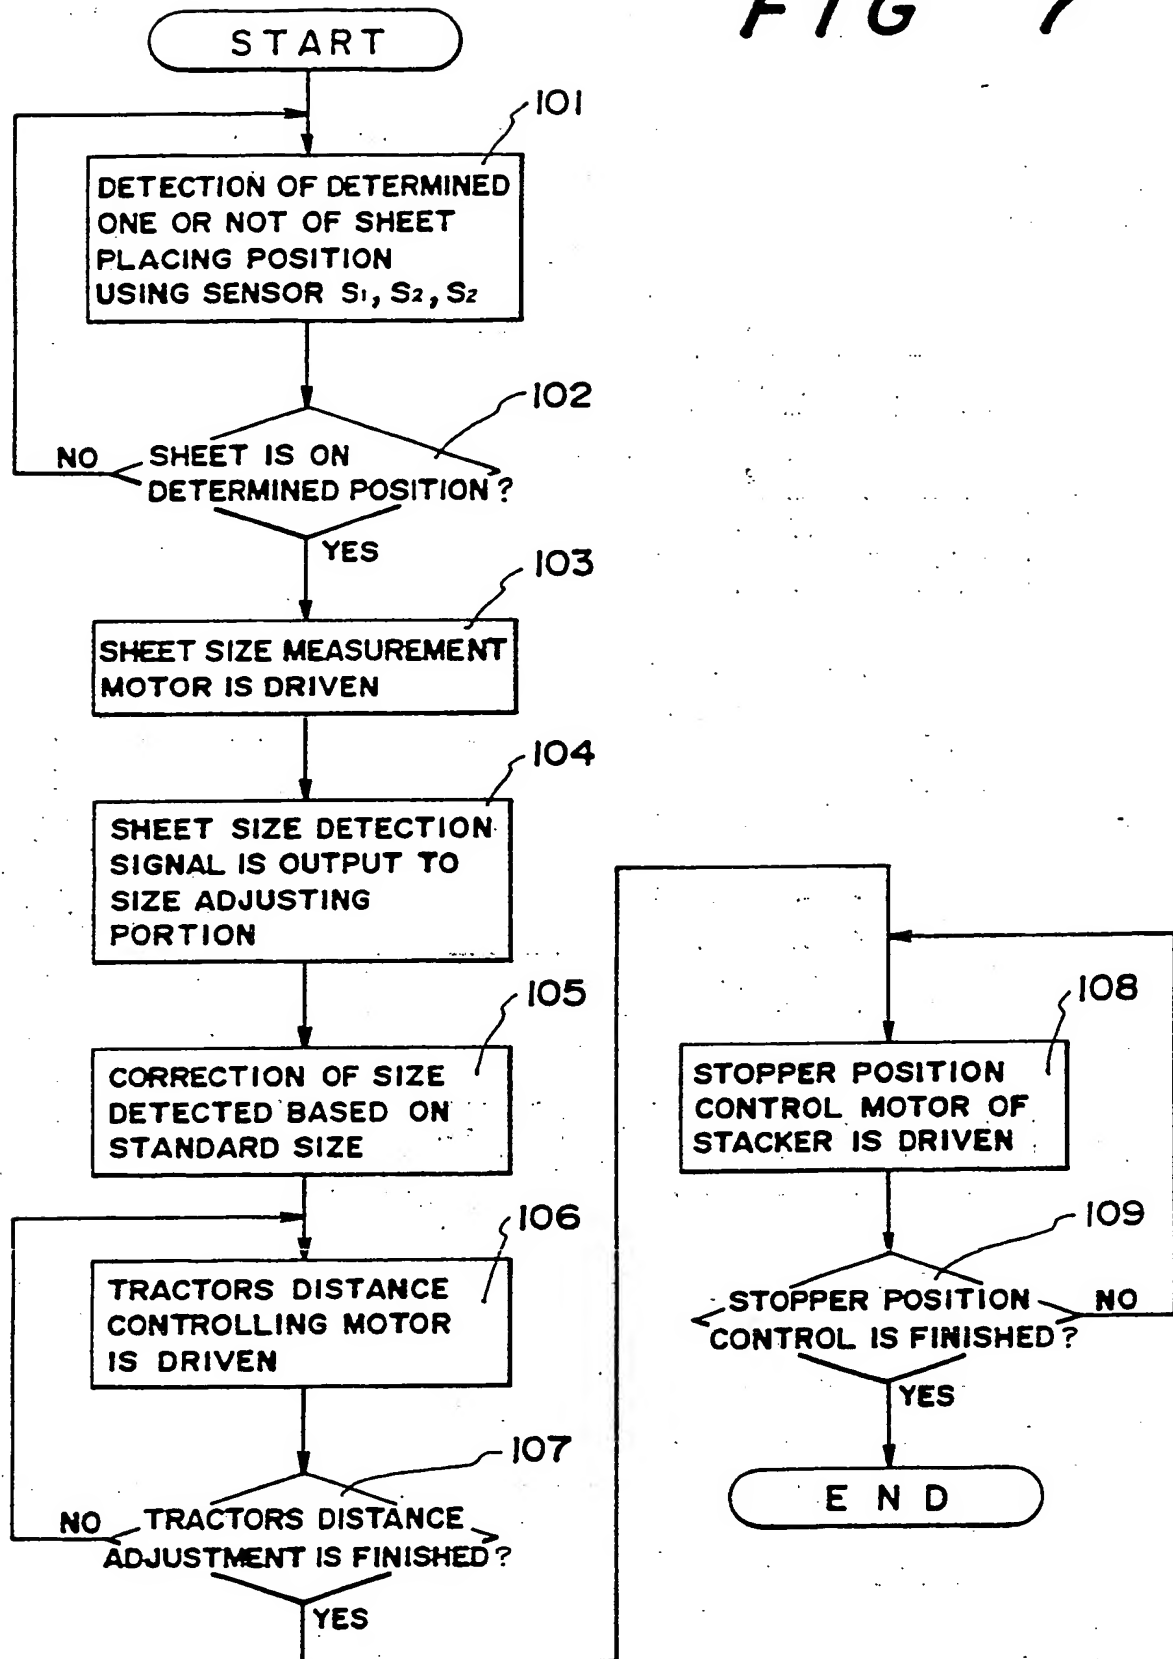 FIG 7
START
101
DETECTION OF DETERMINED
ONE OR NOT OF SHEET
PLACING POSITION
USING SENSOR S1, S2, S2
102
NO
SHEET IS ON
DETERMINED POSITION?
YES
103
SHEET SIZE MEASUREMENT
MOTOR IS DRIVEN
104
SHEET SIZE DETECTION
SIGNAL IS OUTPUT TO
SIZE ADJUSTING
PORTION
105
CORRECTION OF SIZE
DETECTED BASED ON
STANDARD SIZE
106
TRACTORS DISTANCE
CONTROLLING MOTOR
IS DRIVEN
107
NO
TRACTORS DISTANCE
ADJUSTMENT IS FINISHED?
YES
108
STOPPER POSITION
CONTROL MOTOR OF
STACKER IS DRIVEN
109
STOPPER POSITION
CONTROL IS FINISHED?
NO
YES
END